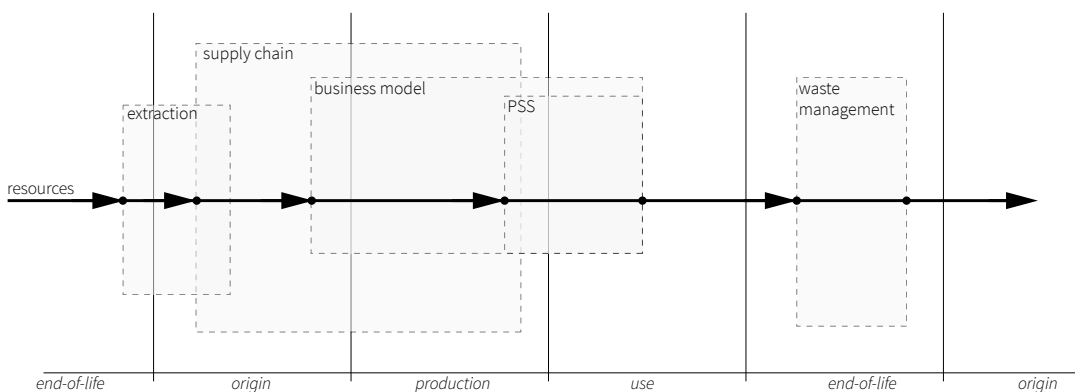 supply chain
business model
waste
management
PSS
extraction
resources
end-of-life
origin
production
use
end-of-life
origin